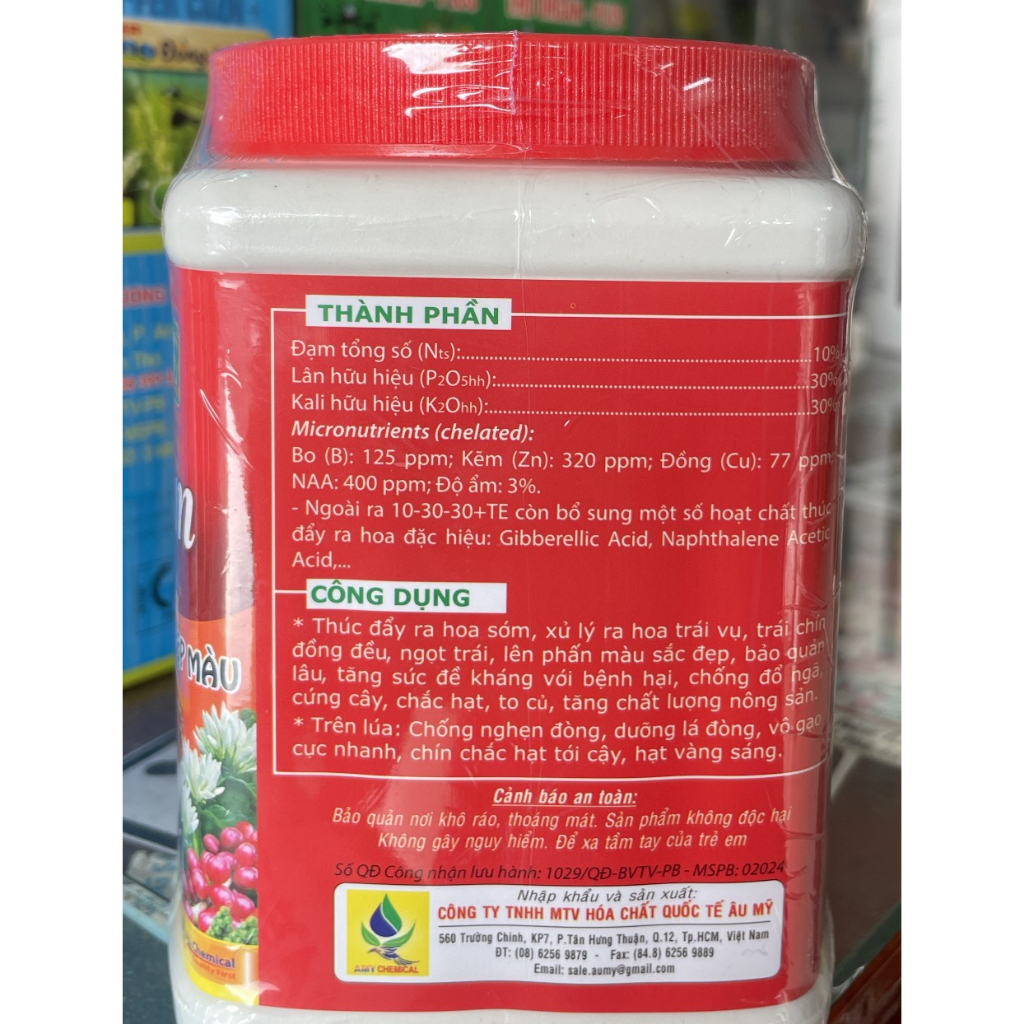 THÀNH PHẦN
Đạm tổng số (Nts):..........10%
Lân hữu hiệu (P2O5hh):..........30%
Kali hữu hiệu (K2Ohh):..........30%
Micronutrients (chelated):
Bo (B): 125 ppm; Kẽm (Zn): 320 ppm; Đồng (Cu): 77 ppm;
NAA: 400 ppm; Độ ẩm: 3%.
- Ngoài ra 10-30-30+TE còn bổ sung một số hoạt chất thúc
đẩy ra hoa đặc hiệu: Gibberellic Acid, Naphthalene Acetic
Acid,...
CÔNG DỤNG
* Thúc đẩy ra hoa sớm, xử lý ra hoa trái vụ, trái chín
đồng đều, ngọt trái, lên phấn màu sắc đẹp, bảo quản
lâu, tăng sức đề kháng với bệnh hại, chống đổ ngã,
cứng cây, chắc hạt, to củ, tăng chất lượng nông sản.
* Trên lúa: Chống nghẹn đòng, dưỡng lá đòng, vô gạo
cực nhanh, chín chắc hạt tới cậy, hạt vàng sáng.
Cảnh báo an toàn:
Bảo quản nơi khô ráo, thoáng mát. Sản phẩm không độc hại
Không gây nguy hiểm. Để xa tầm tay của trẻ em
Số QĐ Công nhận lưu hành: 1029/QĐ-BVTV-PB - MSPB: 02024
Nhập khẩu và sản xuất:
CÔNG TY TNHH MTV HÓA CHẤT QUỐC TẾ ÂU MỸ
560 Trường Chinh, KP7, P.Tân Hưng Thuận, Q.12, Tp.HCM, Việt Nam
ĐT: (08) 6256 9879 - Fax: (84.8) 6256 9889
Email: sale.aumy@gmail.com
AMY CHEMICAL
MÀU
Chemical